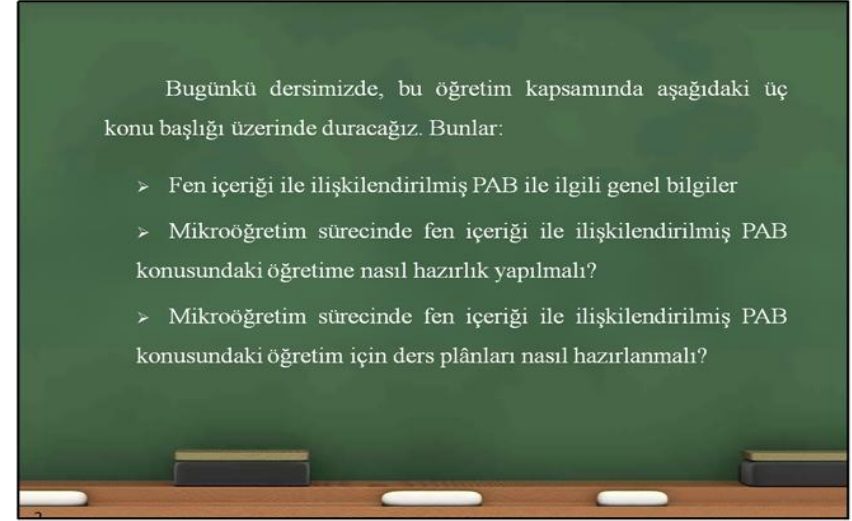 Bugünkü dersimizde, bu öğretim kapsamında aşağıdaki üç
konu başlığı üzerinde duracağız. Bunlar:
➢ Fen içeriği ile ilişkilendirilmiş PAB ile ilgili genel bilgiler
➢ Mikroöğretim sürecinde fen içeriği ile ilişkilendirilmiş PAB
konusundaki öğretime nasıl hazırlık yapılmalı?
➢ Mikroöğretim sürecinde fen içeriği ile ilişkilendirilmiş PAB
konusundaki öğretim için ders plânları nasıl hazırlanmalı?